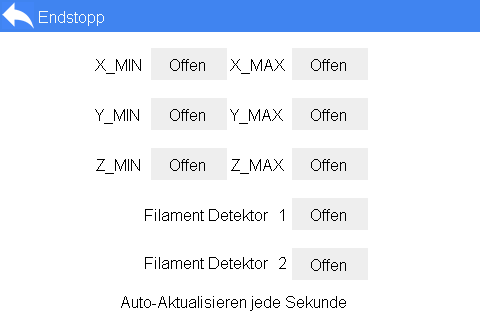 Endstopp
X_MIN Offen X_MAX Offen
Y_MIN Offen Y_MAX Offen
Z_MIN Offen Z_MAX Offen
Filament Detektor 1 Offen
Filament Detektor 2 Offen
Auto-Aktualisieren jede Sekunde